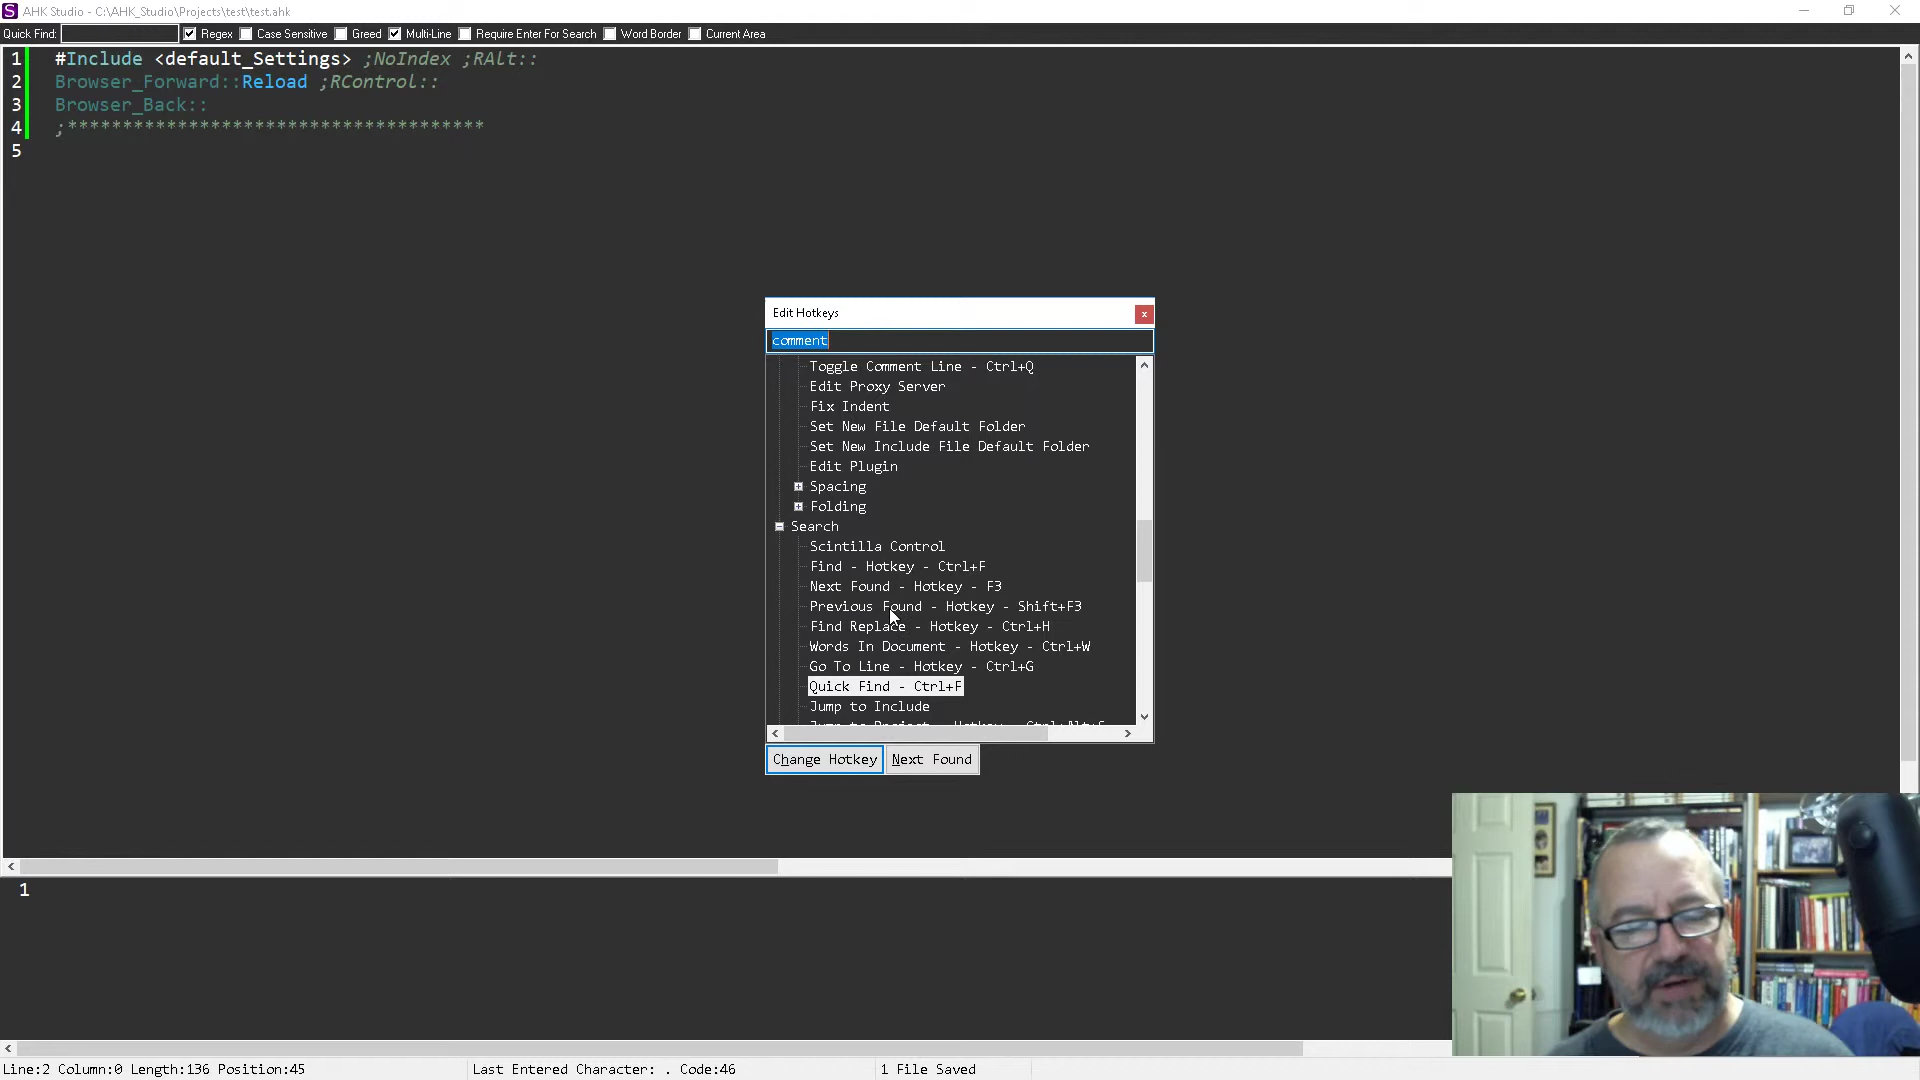 AHK Studio - C:\AHK_Studio\Projects\test\test.ahk
Quick Find: Regex Case Sensitive Greed Multi-Line Require Enter For Search Word Border Current Area
1 #Include <default_Settings> ;NoIndex ;RAlt::
2 Browser_Forward::Reload ;RControl::
3 Browser_Back::
4 ;**************************************
5
Edit Hotkeys
comment
Toggle Comment Line - Ctrl+Q
Edit Proxy Server
Fix Indent
Set New File Default Folder
Set New Include File Default Folder
Edit Plugin
Spacing
Folding
Search
Scintilla Control
Find - Hotkey - Ctrl+F
Next Found - Hotkey - F3
Previous Found - Hotkey - Shift+F3
Find Replace - Hotkey - Ctrl+H
Words In Document - Hotkey - Ctrl+W
Go To Line - Hotkey - Ctrl+G
Quick Find - Ctrl+F
Jump to Include
Change Hotkey Next Found
1
Line:2 Column:0 Length:136 Position:45 Last Entered Character: . Code:46 1 File Saved